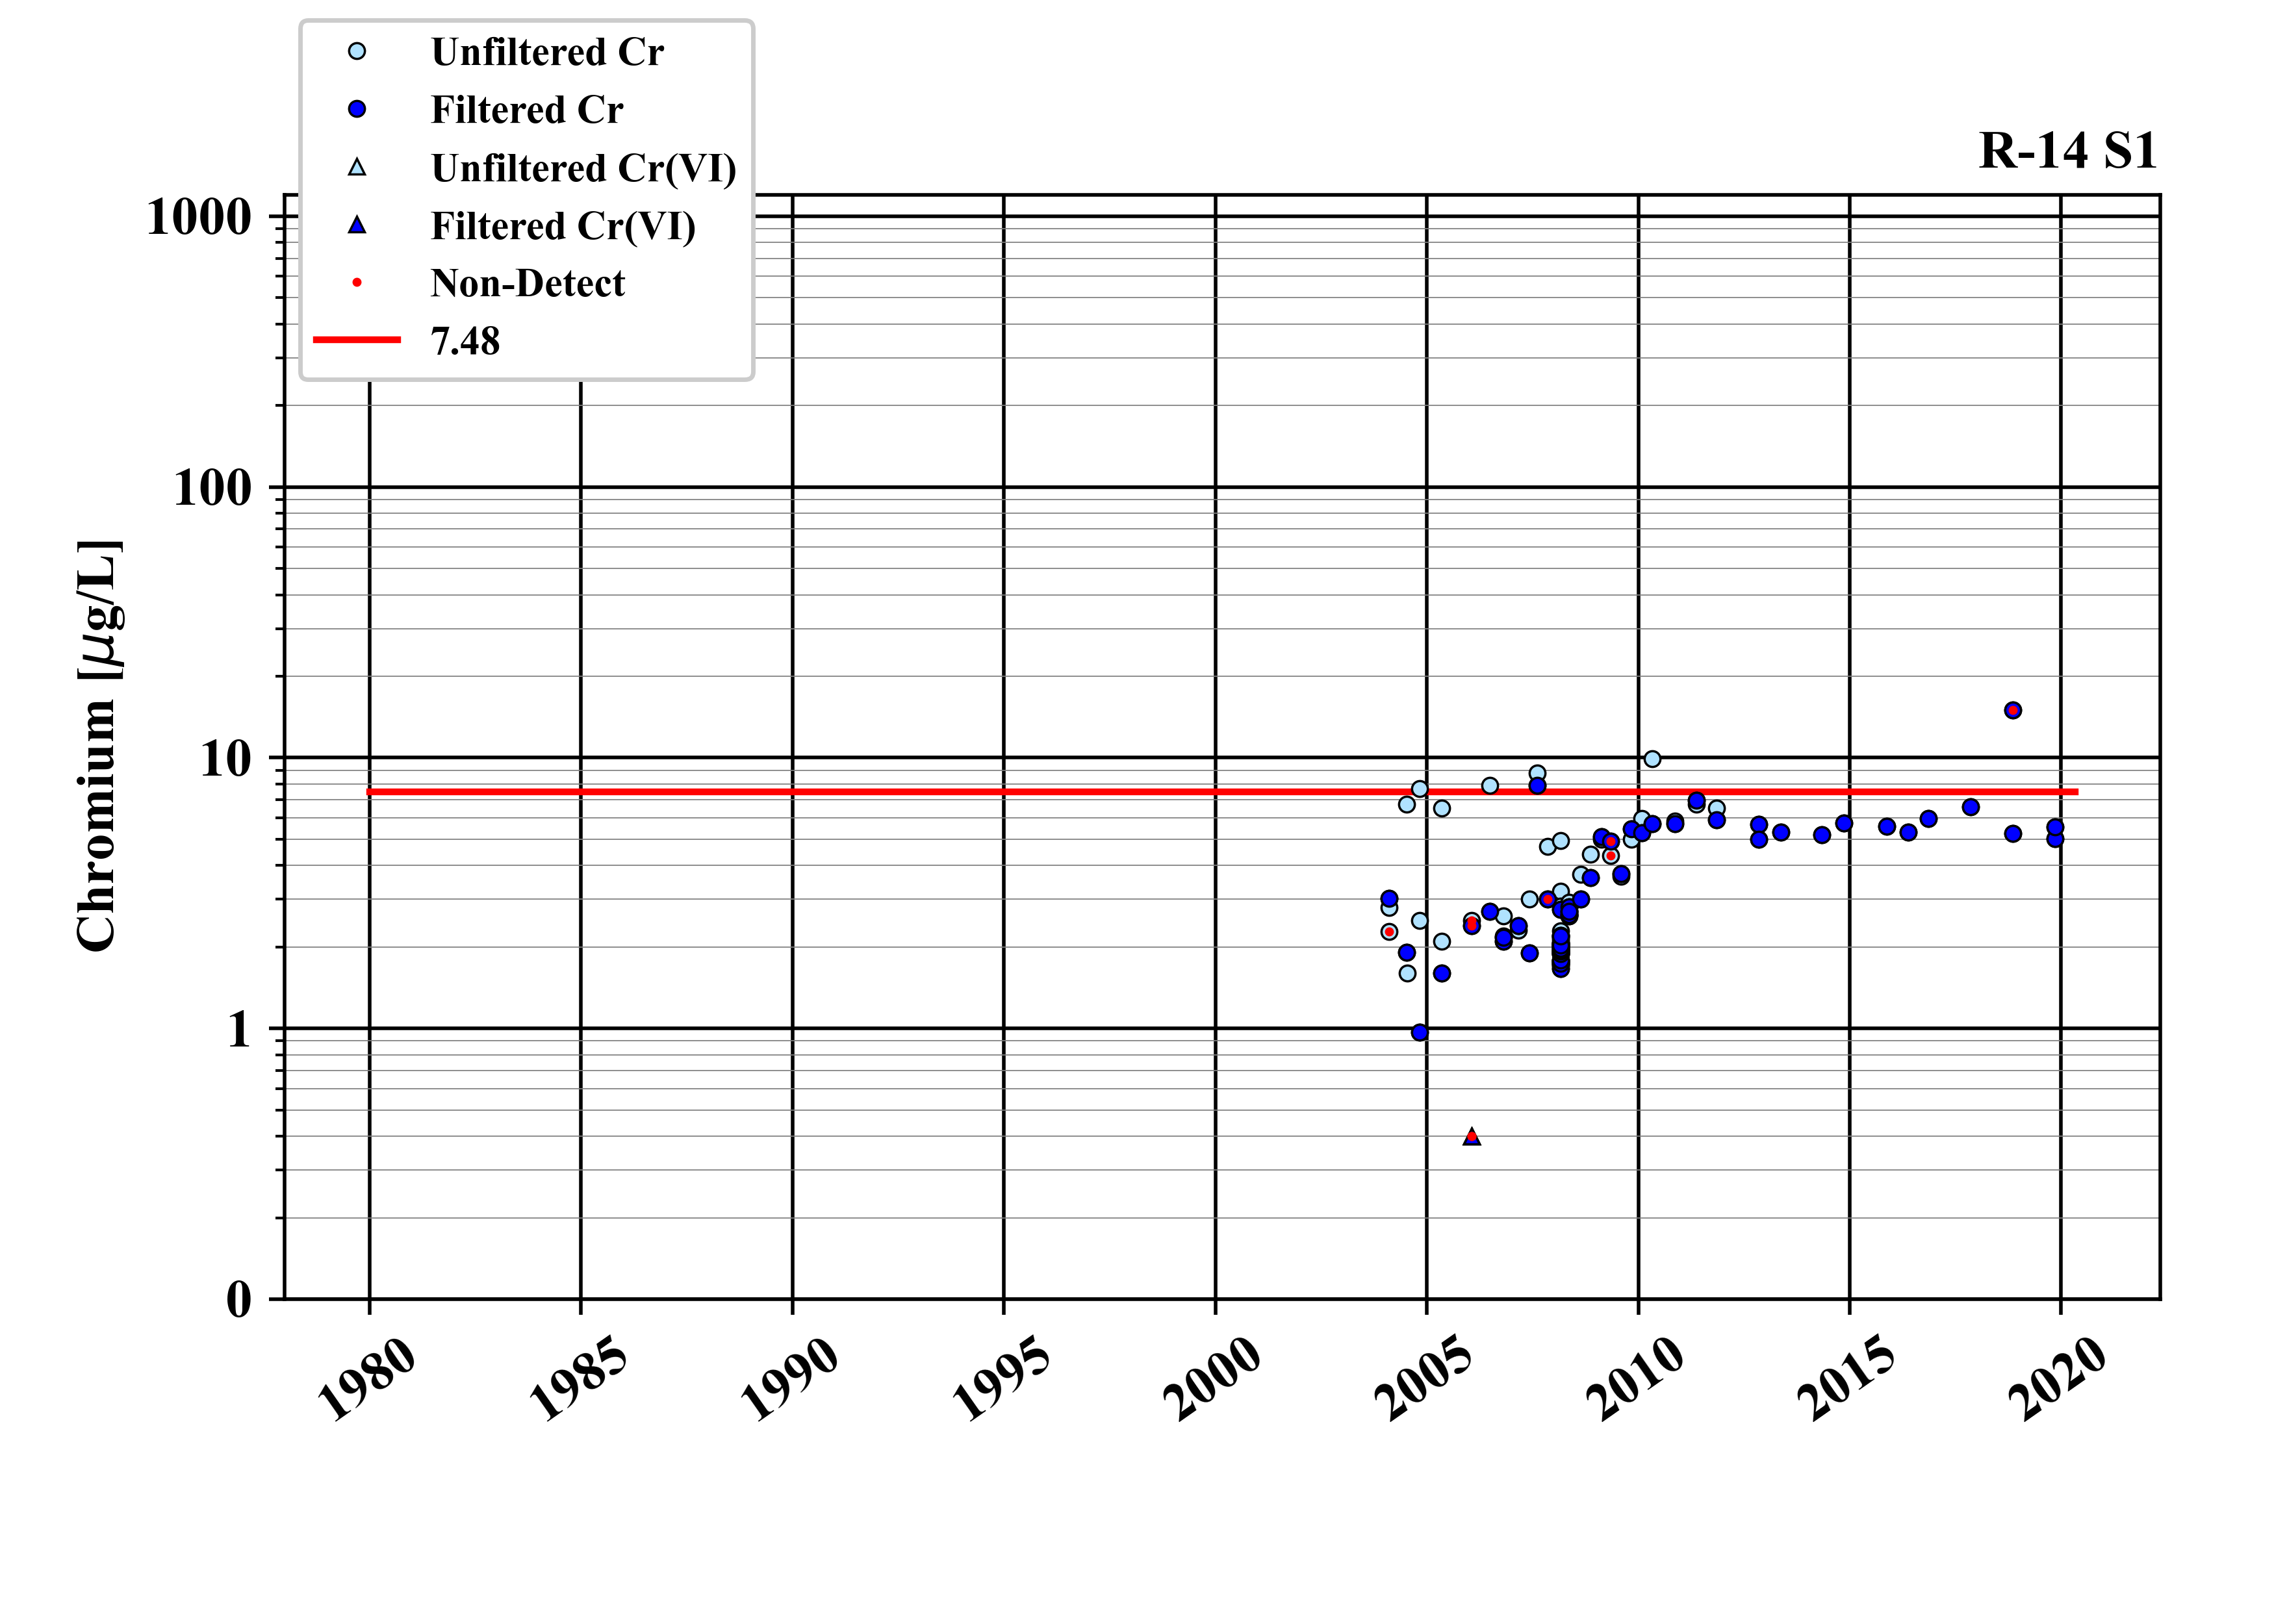 Unfiltered Cr
Filtered Cr
Unfiltered Cr(VI)
Filtered Cr(VI)
Non-Detect
7.48
R-14 S1
1000
100
10
1
0
Chromium [μg/L]
1980
1985
1990
1995
2000
2005
2010
2015
2020